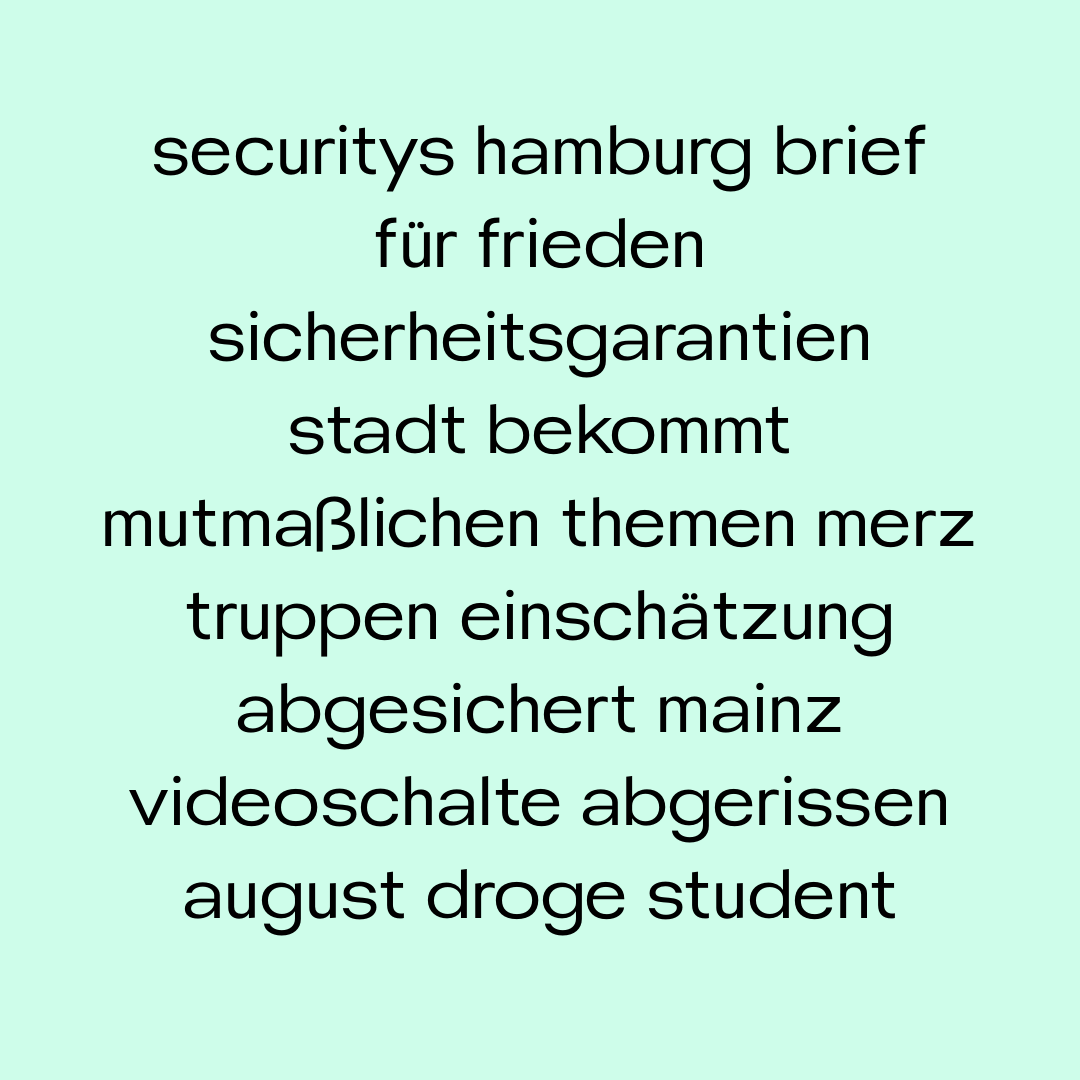 securitys hamburg brief
für frieden
sicherheitsgarantien
stadt bekommt
mutmaßlichen themen merz
truppen einschätzung
abgesichert mainz
videoschalte abgerissen
august droge student